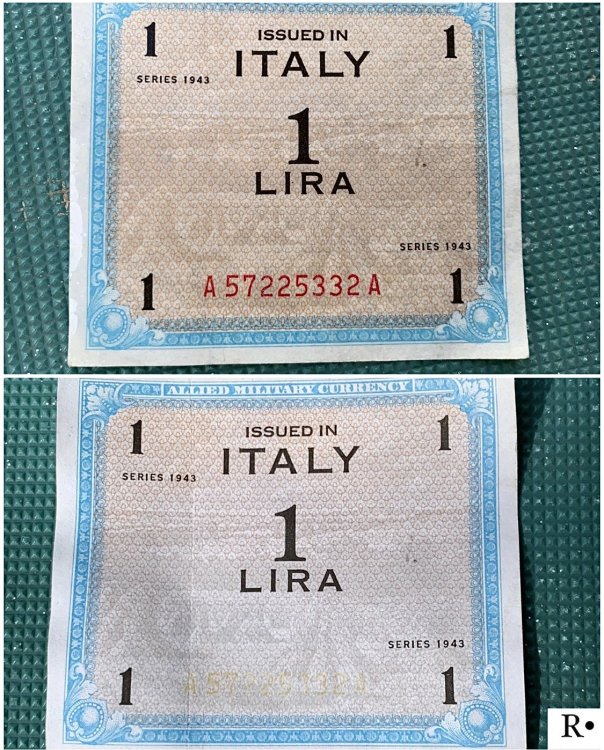 1 ISSUED IN 1
ITALY
SERIES 1943
1
LIRA
SERIES 1943
1 A 57225332 A 1
ALLIED MILITARY CURRENCY
1 ISSUED IN 1
ITALY
SERIES 1943
1
LIRA
SERIES 1943
1 1
R•